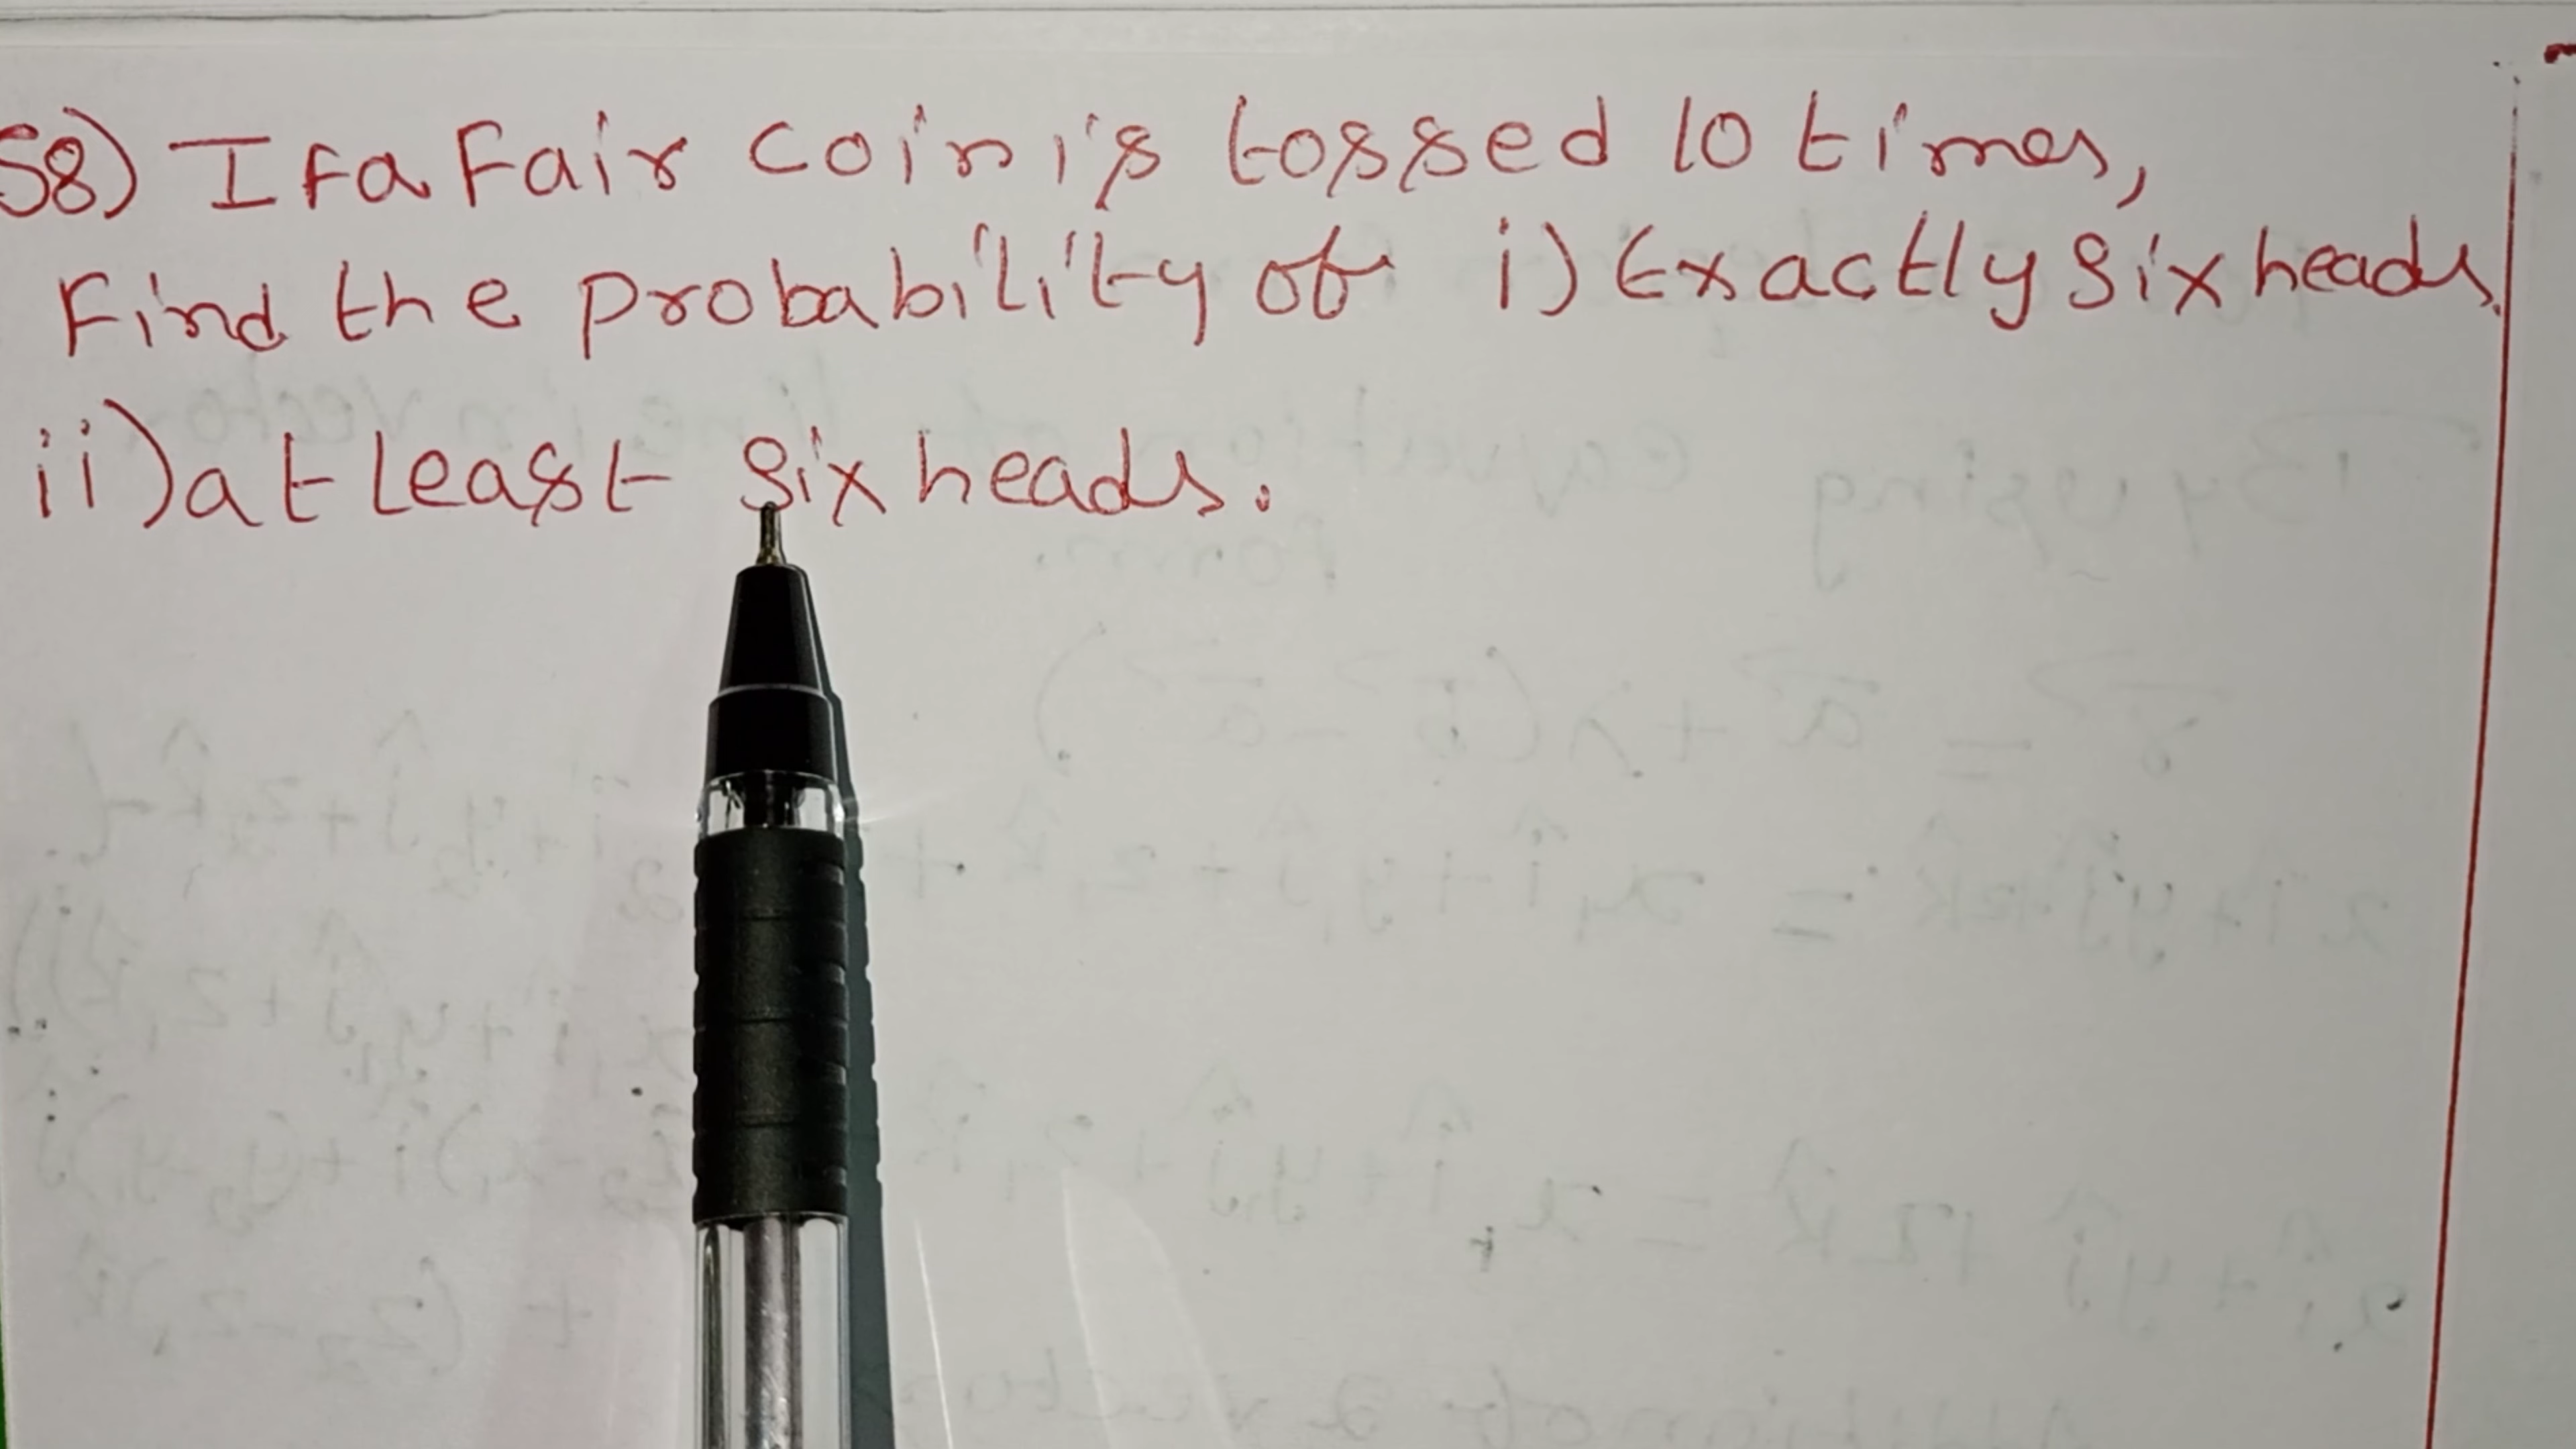 58) If a Fair coin is tossed 10 times,
Find the probability of i) Exactly six heads.
ii) at least six heads.